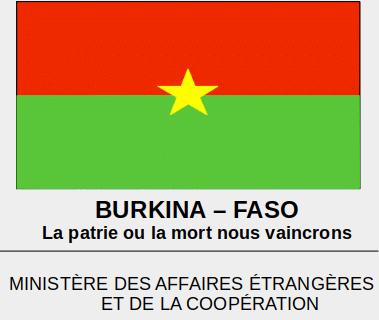 BURKINA – FASO
La patrie ou la mort nous vaincrons
MINISTÈRE DES AFFAIRES ÉTRANGÈRES
ET DE LA COOPÉRATION